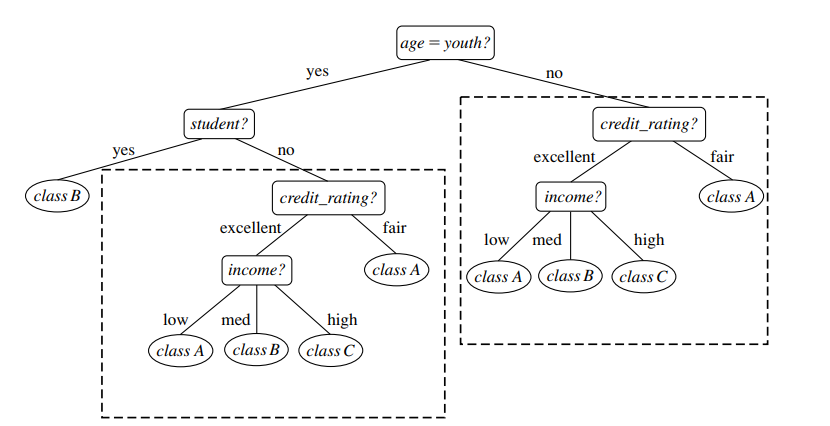 age = youth?
yes
no
student?
credit_rating?
yes
no
excellent
fair
class B
credit_rating?
income?
class A
excellent
fair
low
med
high
income?
class A
class A
class B
class C
low
med
high
class A
class B
class C